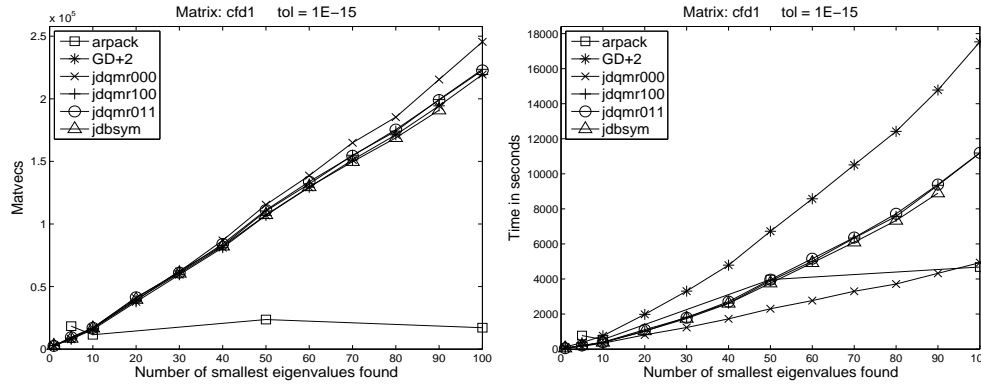 Matrix: cfd1 tol = 1E−15
x 10^5
2.5
2
1.5
1
0.5
0
Matvecs
arpack
GD+2
jdqmr000
jdqmr100
jdqmr011
jdbsym
0 10 20 30 40 50 60 70 80 90 100
Number of smallest eigenvalues found
Matrix: cfd1 tol = 1E−15
18000
16000
14000
12000
10000
8000
6000
4000
2000
0
Time in seconds
arpack
GD+2
jdqmr000
jdqmr100
jdqmr011
jdbsym
0 10 20 30 40 50 60 70 80 90 100
Number of smallest eigenvalues found